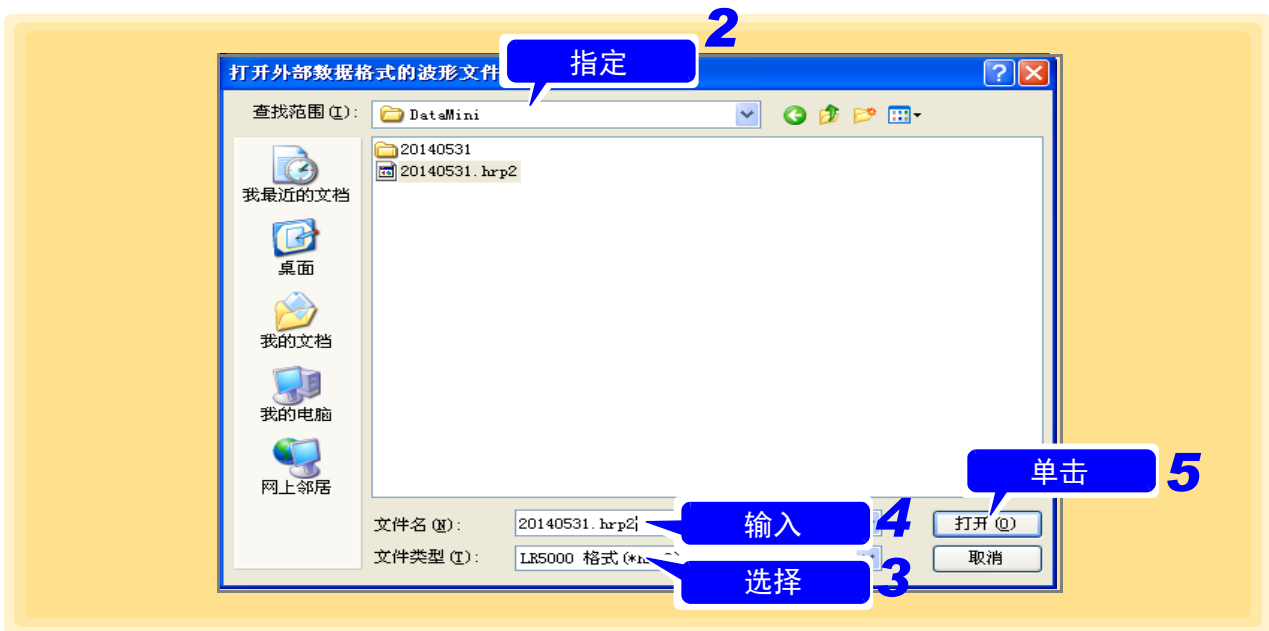 2
指定
打开外部数据格式的波形文件
查找范围(I):
DataMini
20140531
20140531.hrp2
我最近的文档
桌面
我的文档
我的电脑
网上邻居
单击
5
文件名(N):
20140531.hrp2
输入
4
打开(O)
文件类型(T):
LR5000 格式(*.
选择
3
取消